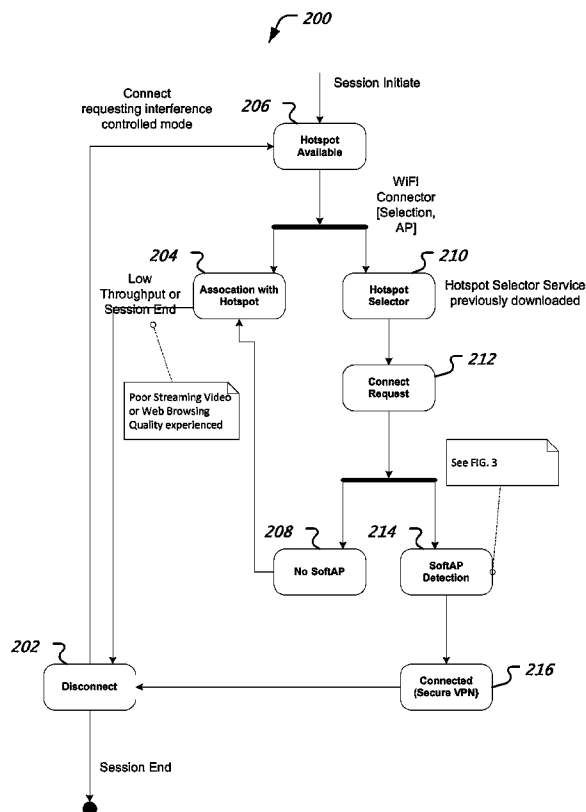 200
Session Initiate
Connect
requesting interference
controlled mode
206
Hotspot
Available
WiFI
Connector
[Selection,
AP]
204
210
Low
Throughput or
Session End
Assocation with
Hotspot
Hotspot
Selector
Hotspot Selector Service
previously downloaded
212
Connect
Request
Poor Streaming Video
or Web Browsing
Quality experienced
See FIG. 3
208
214
No SoftAP
SoftAP
Detection
202
Disconnect
Connected
(Secure VPN}
216
Session End